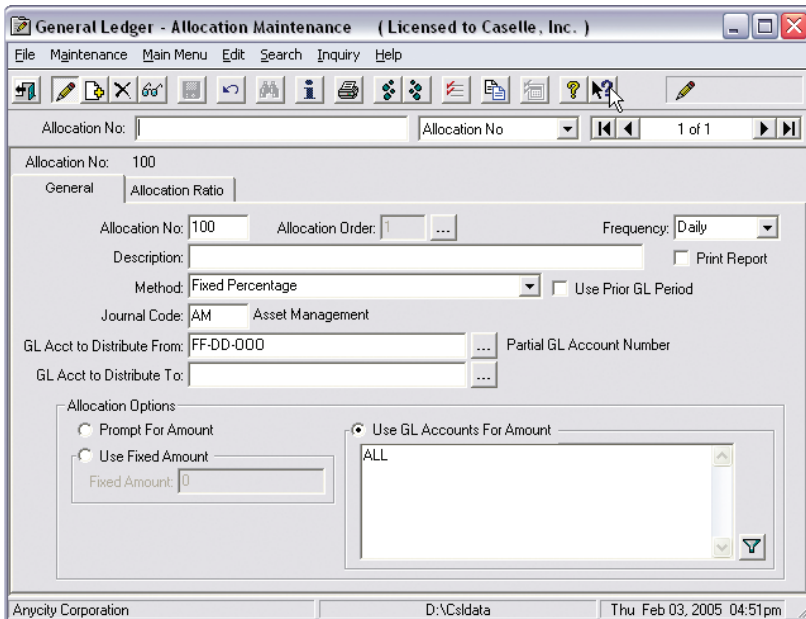 General Ledger - Allocation Maintenance ( Licensed to Caselle, Inc. )
File Maintenance Main Menu Edit Search Inquiry Help
Allocation No: Allocation No 1 of 1
Allocation No: 100
General Allocation Ratio
Allocation No: 100 Allocation Order: 1 ... Frequency: Daily
Description: Print Report
Method: Fixed Percentage Use Prior GL Period
Journal Code: AM Asset Management
GL Acct to Distribute From: FF-DD-OOO ... Partial GL Account Number
GL Acct to Distribute To: ...
Allocation Options
Prompt For Amount Use GL Accounts For Amount
Use Fixed Amount ALL
Fixed Amount: 0
Anycity Corporation D:\Csldata Thu Feb 03, 2005 04:51pm